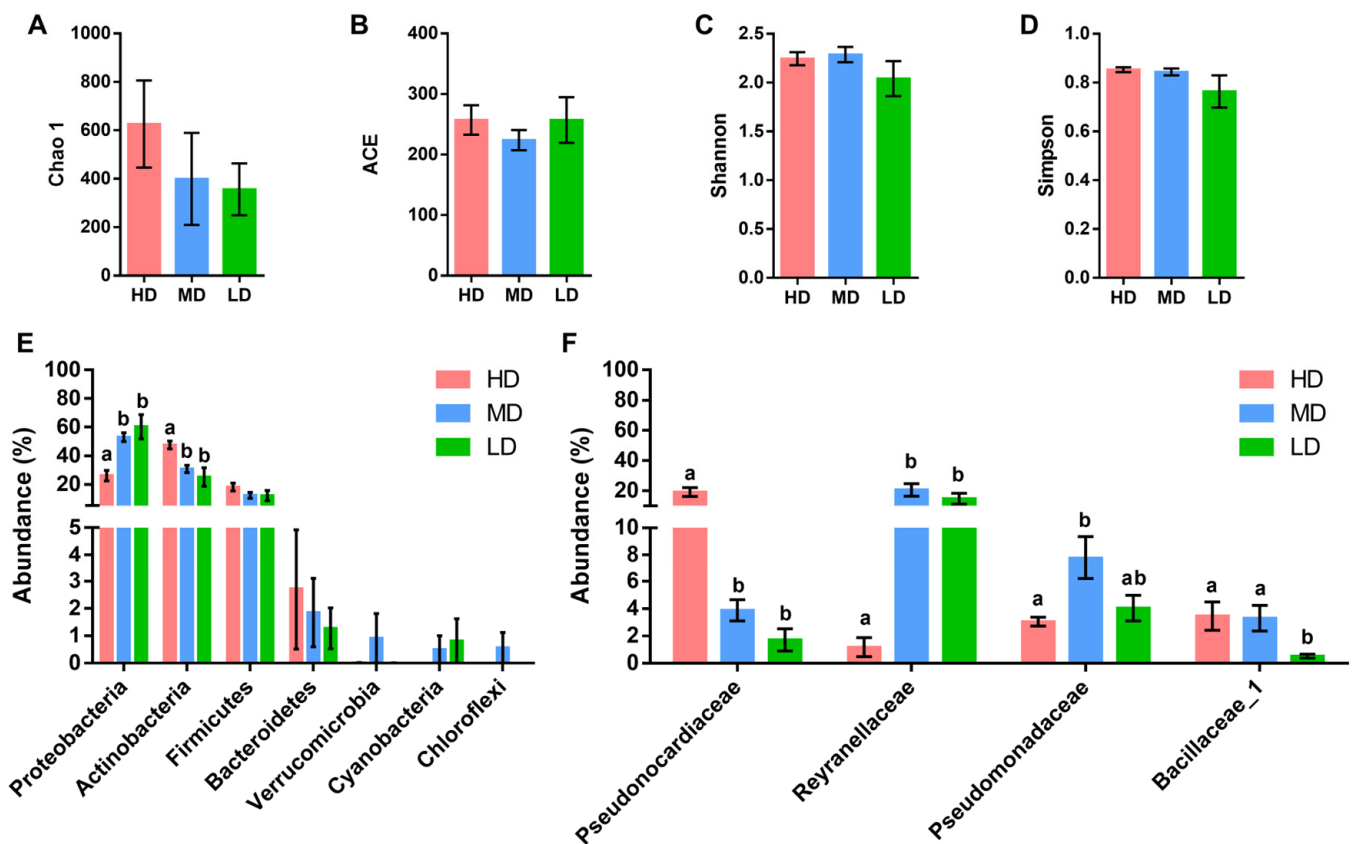 A
Chao 1
1000
800
600
400
200
0
HD MD LD
B
ACE
400
300
200
100
0
HD MD LD
C
Shannon
2.5
2.0
1.5
1.0
0.5
0.0
HD MD LD
D
Simpson
1.0
0.8
0.6
0.4
0.2
0.0
HD MD LD
E
Abundance (%)
100
80
60
40
20
5
4
3
2
1
0
a b b
a b b
HD
MD
LD
Proteobacteria
Actinobacteria
Firmicutes
Bacteroidetes
Verrucomicrobia
Cyanobacteria
Chloroflexi
F
Abundance (%)
100
80
60
40
20
10
8
6
4
2
0
a b b
a b b
a b ab
a a b
HD
MD
LD
Pseudonocardiaceae
Reyranellaceae
Pseudomonadaceae
Bacillaceae_1